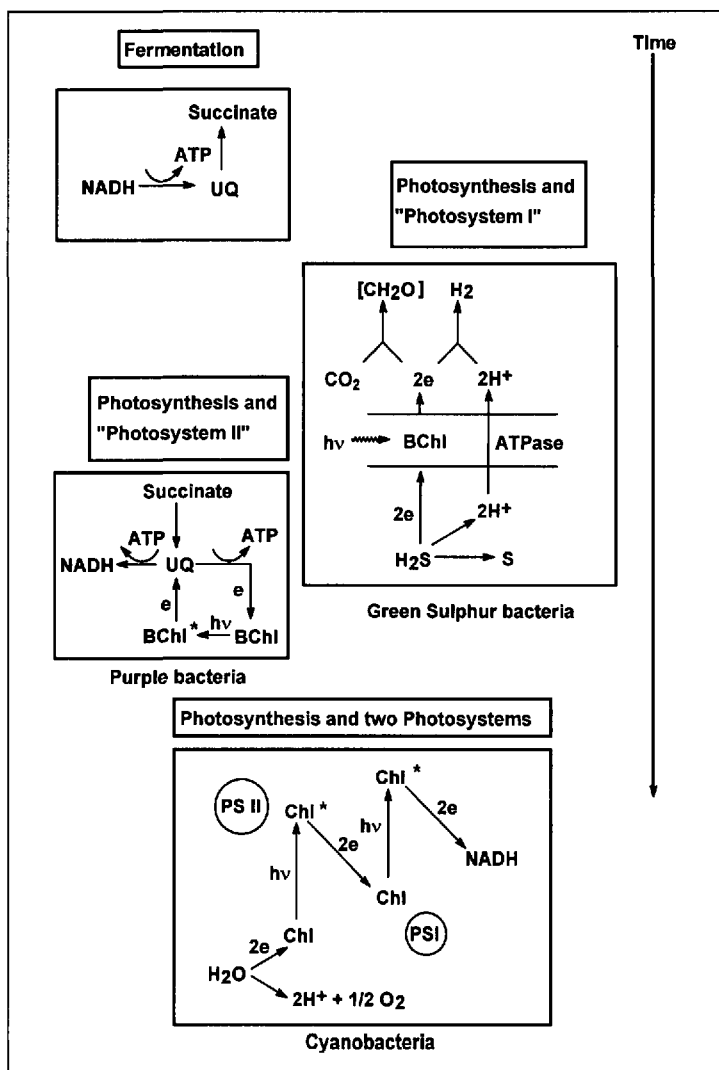 Fermentation
Time
Succinate
ATP
NADH
UQ
Photosynthesis and
"Photosystem I"
[CH2O] H2
CO2 2e 2H+
hν BChl ATPase
2e 2H+
H2S S
Green Sulphur bacteria
Photosynthesis and
"Photosystem II"
Succinate
ATP ATP
NADH UQ
e e
BChl* hν BChl
Purple bacteria
Photosynthesis and two Photosystems
Chl*
PS II Chl* 2e
hν 2e hν NADH
Chl
Chl PSI
2e
H2O
2H+ + 1/2 O2
Cyanobacteria